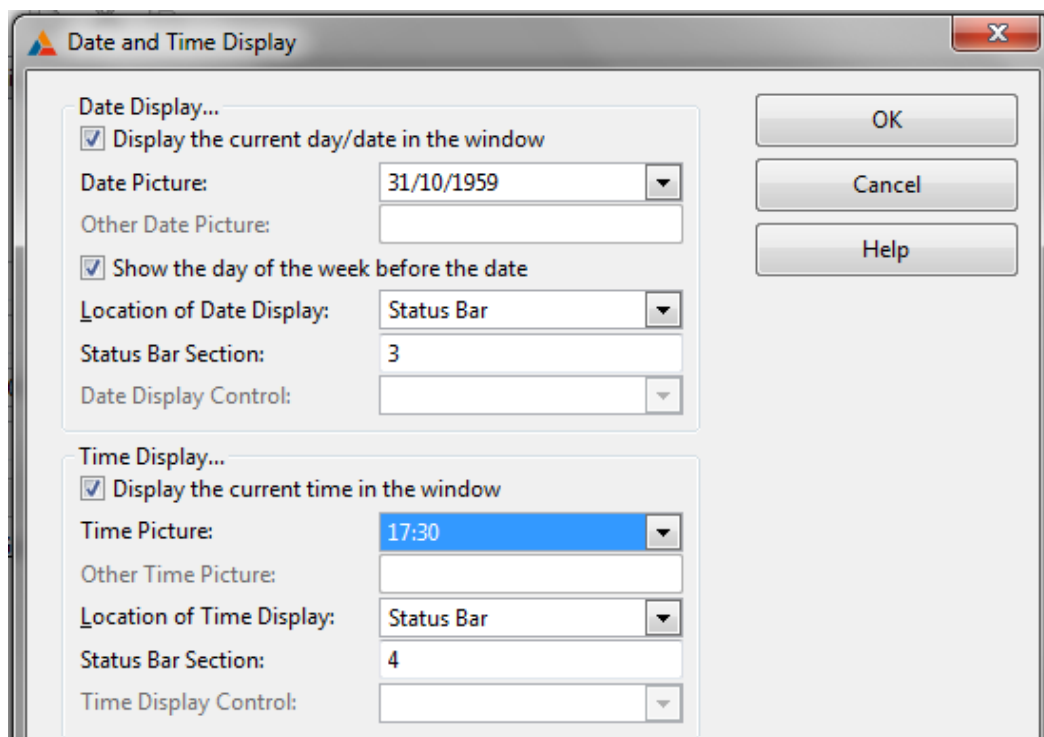 Date and Time Display
Date Display...
Display the current day/date in the window
Date Picture: 31/10/1959
Other Date Picture:
Show the day of the week before the date
Location of Date Display: Status Bar
Status Bar Section: 3
Date Display Control:
Time Display...
Display the current time in the window
Time Picture: 17:30
Other Time Picture:
Location of Time Display: Status Bar
Status Bar Section: 4
Time Display Control:
OK
Cancel
Help